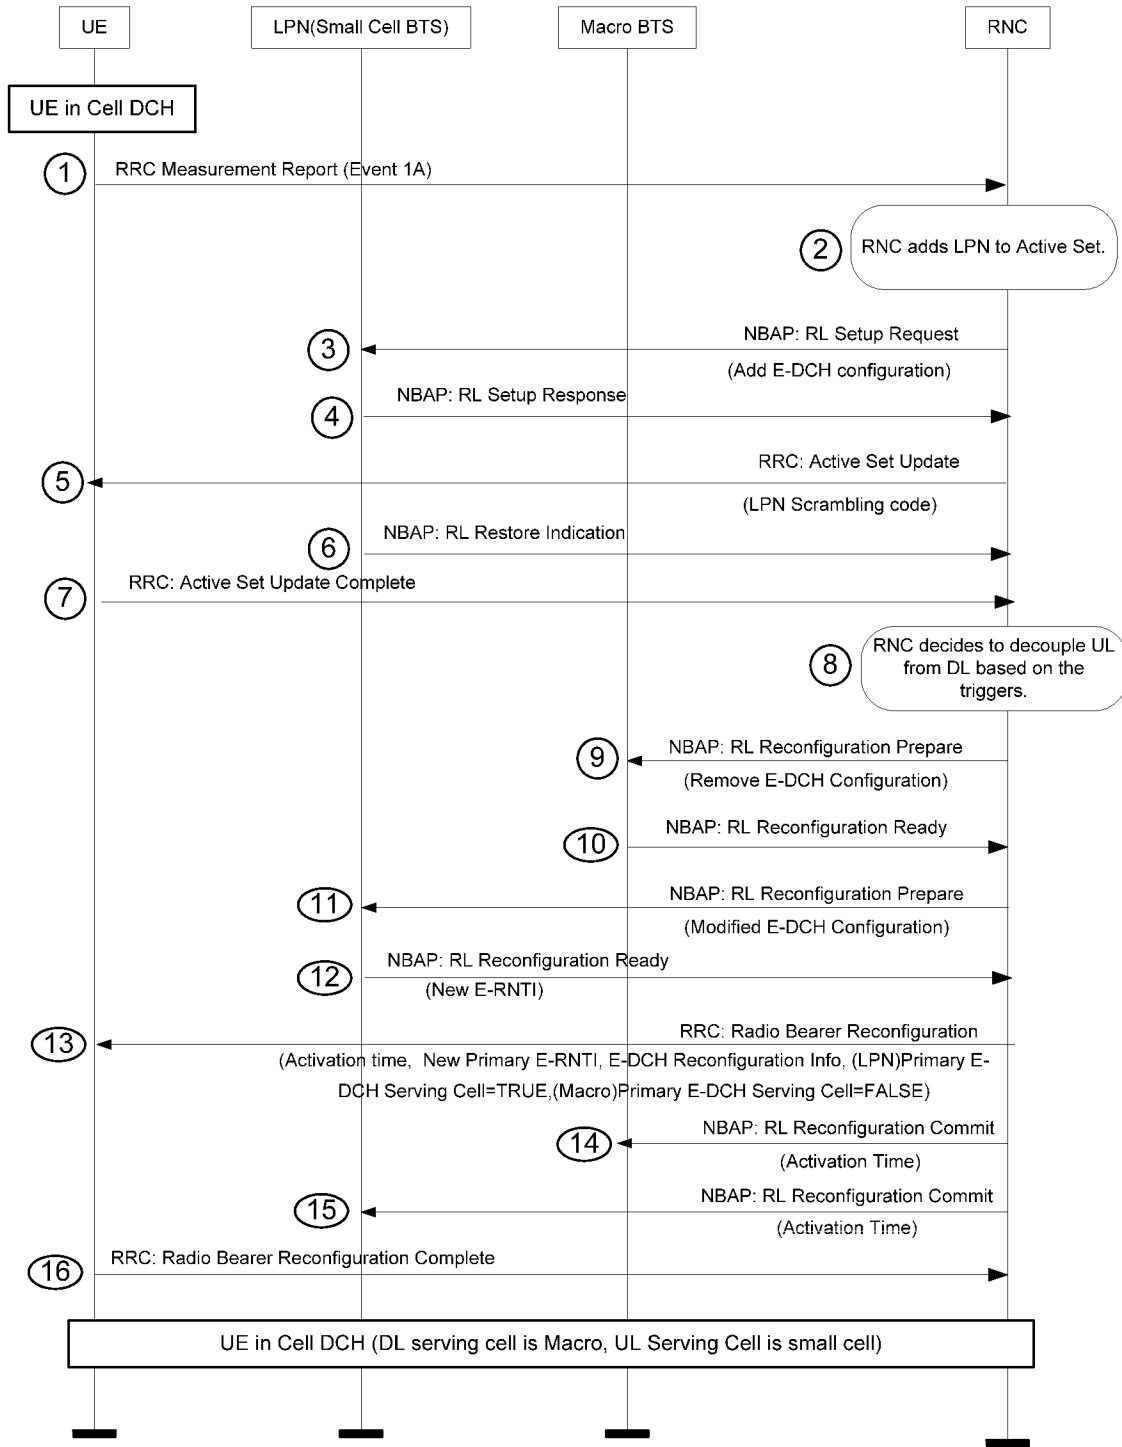 UE
LPN(Small Cell BTS)
Macro BTS
RNC
UE in Cell DCH
1
RRC Measurement Report (Event 1A)
2
RNC adds LPN to Active Set.
3
NBAP: RL Setup Request
(Add E-DCH configuration)
4
NBAP: RL Setup Response
5
RRC: Active Set Update
(LPN Scrambling code)
6
NBAP: RL Restore Indication
7
RRC: Active Set Update Complete
8
RNC decides to decouple UL
from DL based on the
triggers.
9
NBAP: RL Reconfiguration Prepare
(Remove E-DCH Configuration)
10
NBAP: RL Reconfiguration Ready
11
NBAP: RL Reconfiguration Prepare
(Modified E-DCH Configuration)
12
NBAP: RL Reconfiguration Ready
(New E-RNTI)
13
RRC: Radio Bearer Reconfiguration
(Activation time, New Primary E-RNTI, E-DCH Reconfiguration Info, (LPN)Primary E-
DCH Serving Cell=TRUE,(Macro)Primary E-DCH Serving Cell=FALSE)
14
NBAP: RL Reconfiguration Commit
(Activation Time)
15
NBAP: RL Reconfiguration Commit
(Activation Time)
16
RRC: Radio Bearer Reconfiguration Complete
UE in Cell DCH (DL serving cell is Macro, UL Serving Cell is small cell)